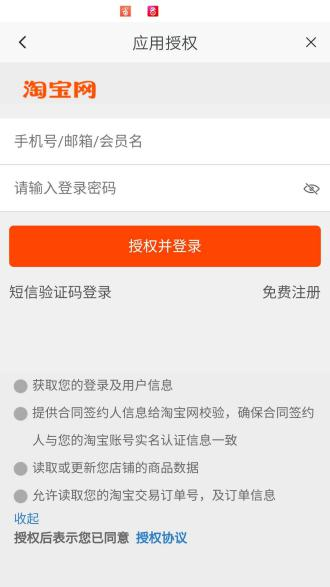 应用授权
淘宝网
手机号/邮箱/会员名
请输入登录密码
授权并登录
短信验证码登录 免费注册
获取您的登录及用户信息
提供合同签约人信息给淘宝网校验，确保合同签约
人与您的淘宝账号实名认证信息一致
读取或更新您店铺的商品数据
允许读取您的淘宝交易订单号，及订单信息
收起
授权后表示您已同意 授权协议